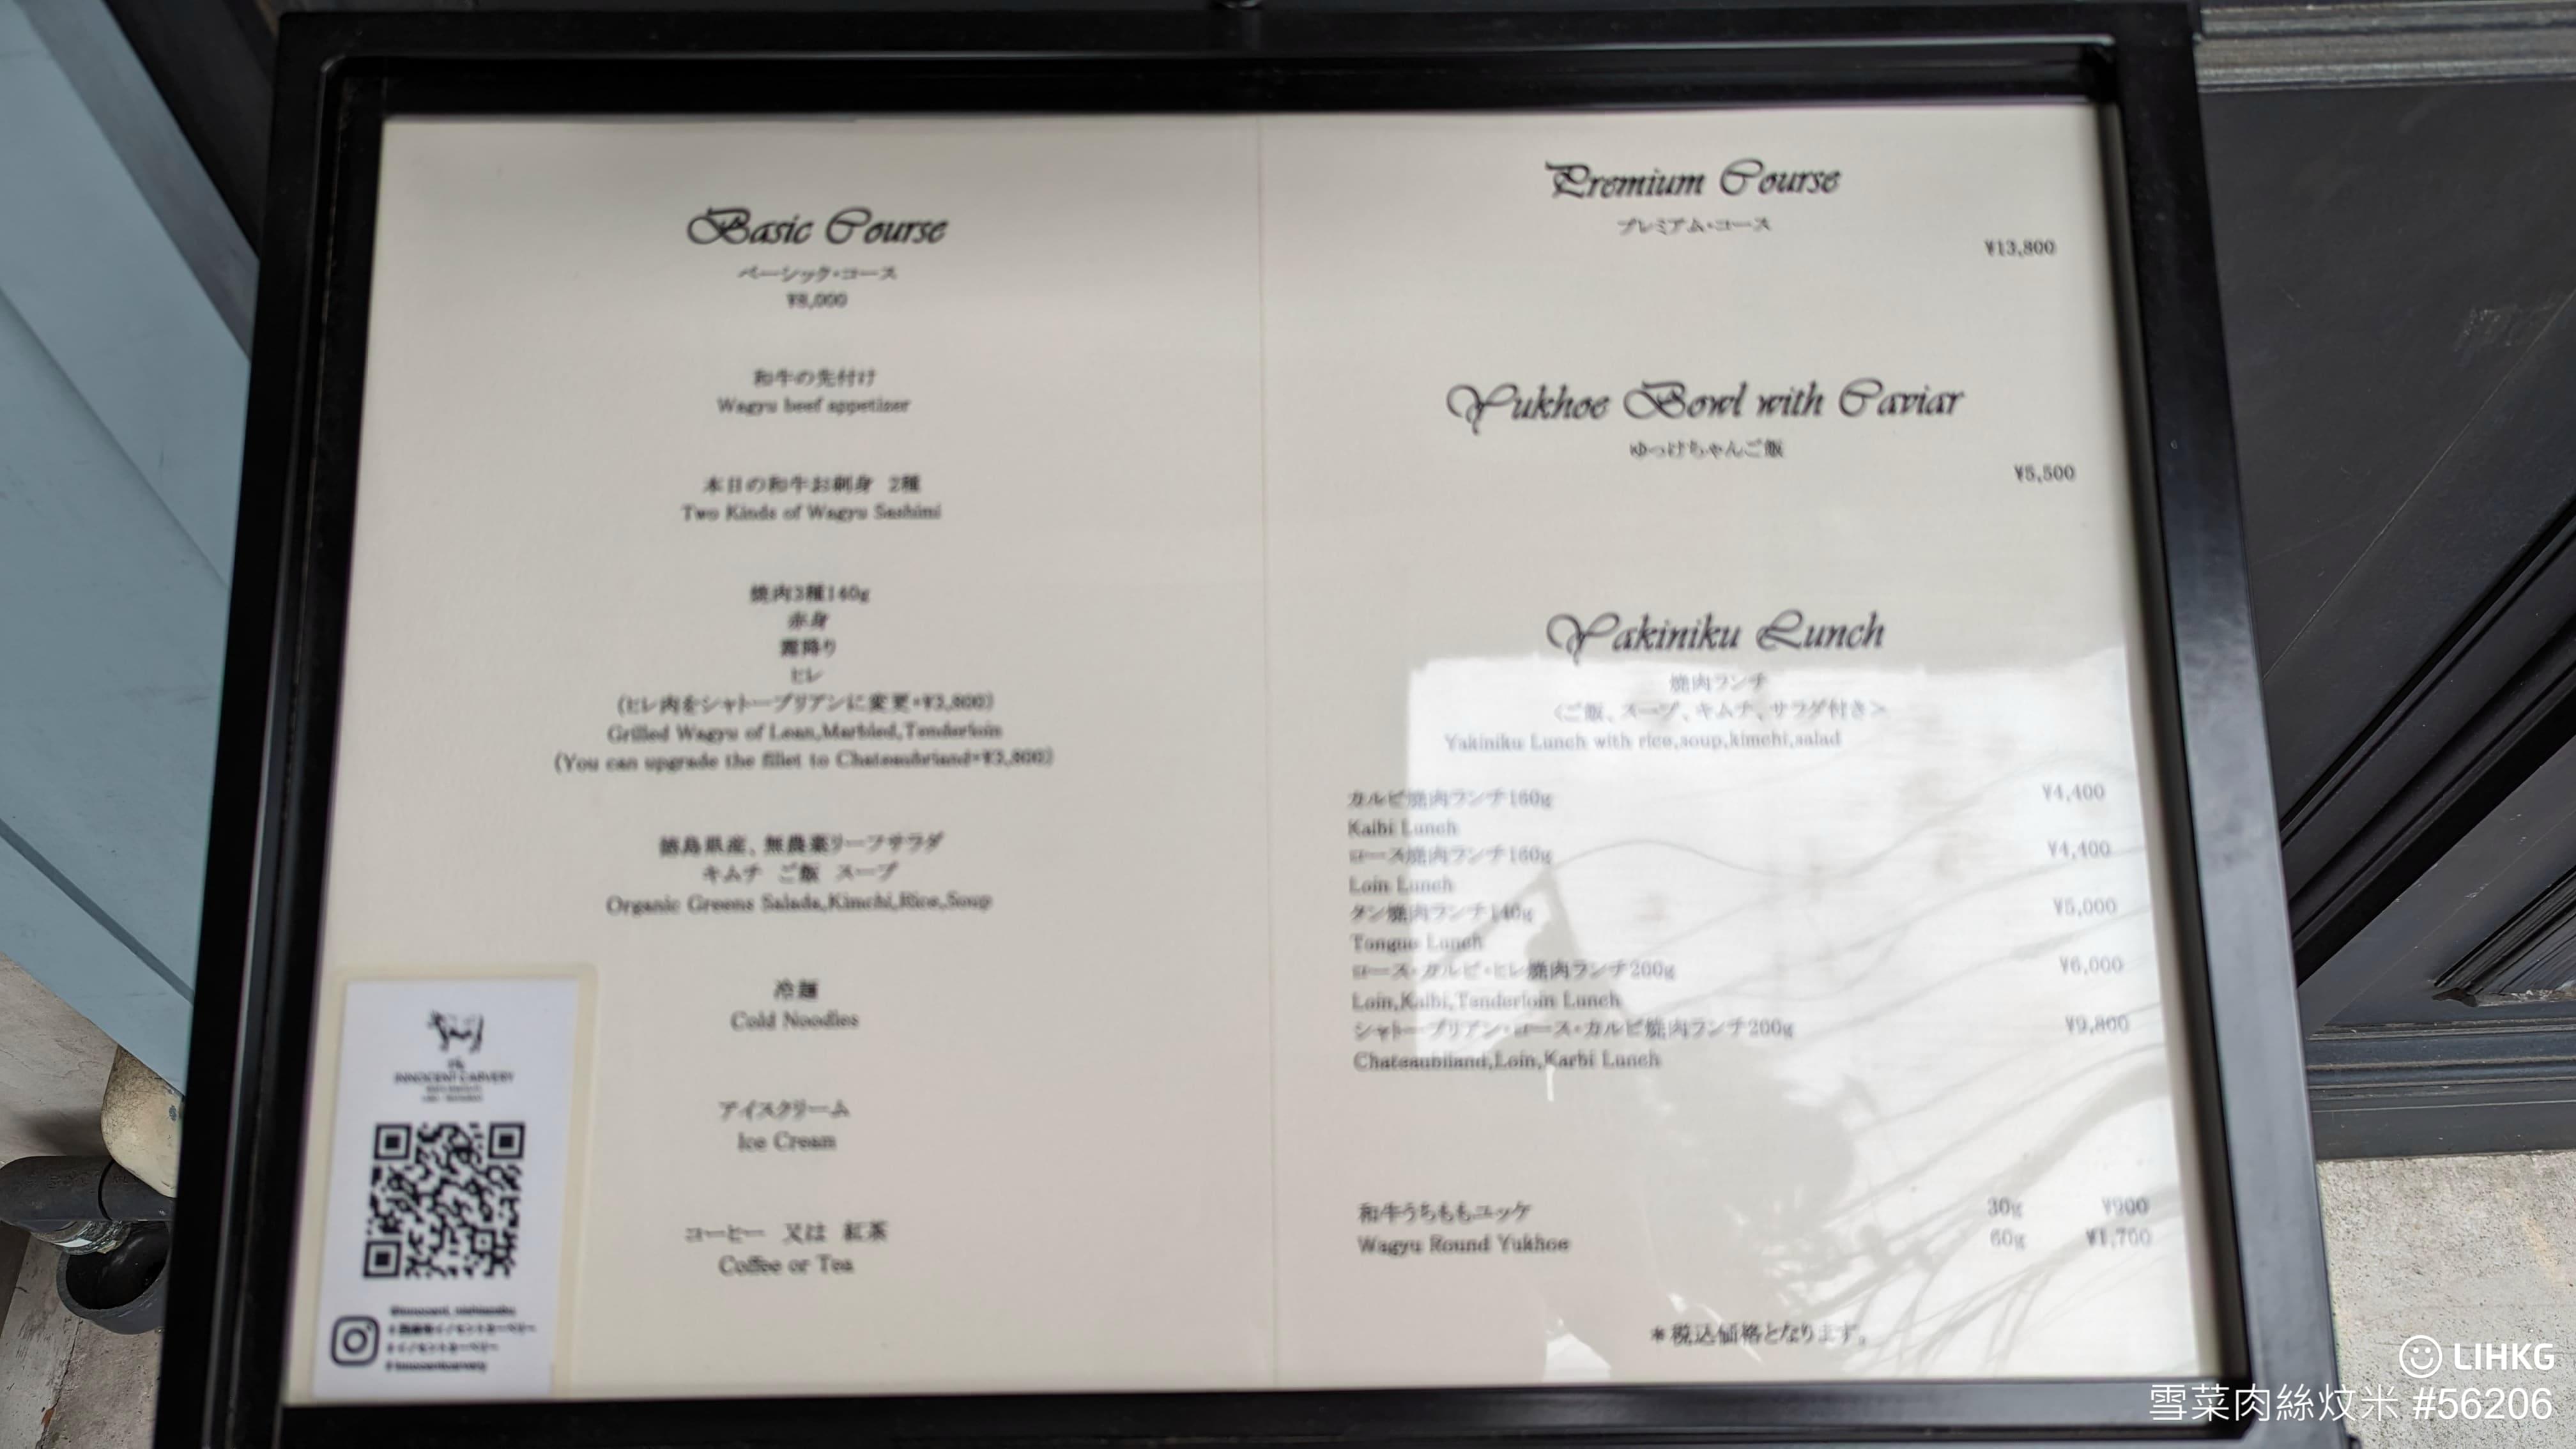 Basic Course
ベーシック・コース
¥8,000
和牛の先付け
Wagyu beef appetizer
本日の和牛お刺身 2種
Two Kinds of Wagyu Sashimi
焼肉3種140g
赤身
霜降り
ヒレ
(ヒレ肉をシャトーブリアンに変更+¥3,800)
Grilled Wagyu of Lean,Marbled,Tenderloin
(You can upgrade the fillet to Chateaubriand+¥3,800)
徳島県産、無農薬リーフサラダ
キムチ ご飯 スープ
Organic Greens Salads,Kimchi,Rice,Soup
冷麺
Cold Noodles
アイスクリーム
Ice Cream
コーヒー 又は 紅茶
Coffee or Tea
INNOCENT CARVERY
Premium Course
プレミアム・コース
¥13,800
Yukhoe Bowl with Caviar
ゆっけちゃんご飯
¥5,500
Yakiniku Lunch
焼肉ランチ
<ご飯、スープ、キムチ、サラダ付き>
Yakiniku Lunch with rice,soup,kimchi,salad
カルビ焼肉ランチ160g ¥4,400
Kalbi Lunch
ロース焼肉ランチ160g ¥4,400
Loin Lunch
タン焼肉ランチ140g ¥5,000
Tongue Lunch
ロース・カルビ・ヒレ焼肉ランチ200g ¥6,000
Loin,Kalbi,Tenderloin Lunch
シャトーブリアン・ロース・カルビ焼肉ランチ200g ¥9,800
Chateaubliand,Loin,Karbi Lunch
和牛うちももユッケ 30g ¥900
Wagyu Round Yukhoe 60g ¥1,700
*税込価格となります。
LIHKG
雪菜肉絲炆米 #56206